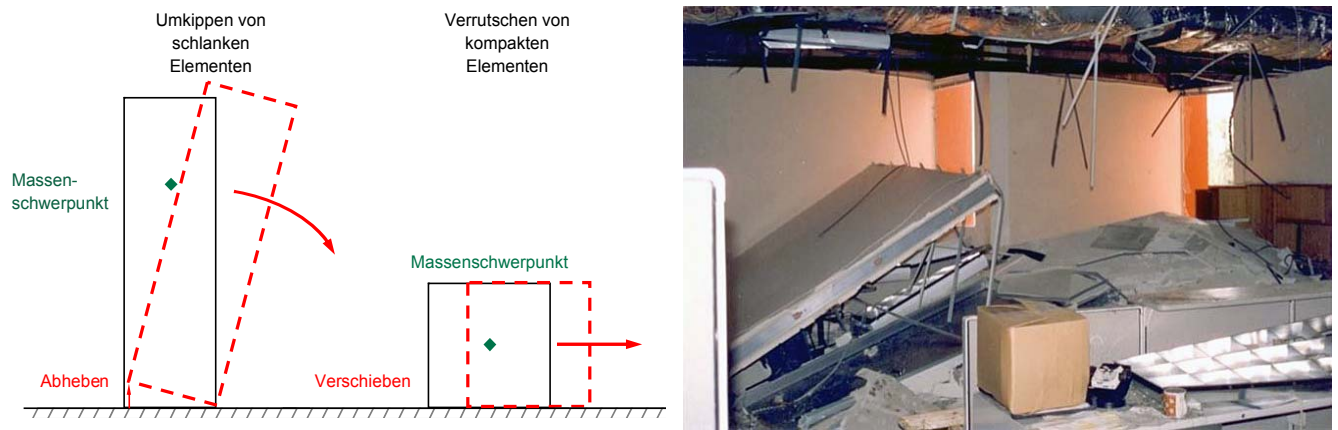 Umkippen von
schlanken
Elementen
Verrutschen von
kompakten
Elementen
Massen-
schwerpunkt
Massenschwerpunkt
Abheben
Verschieben